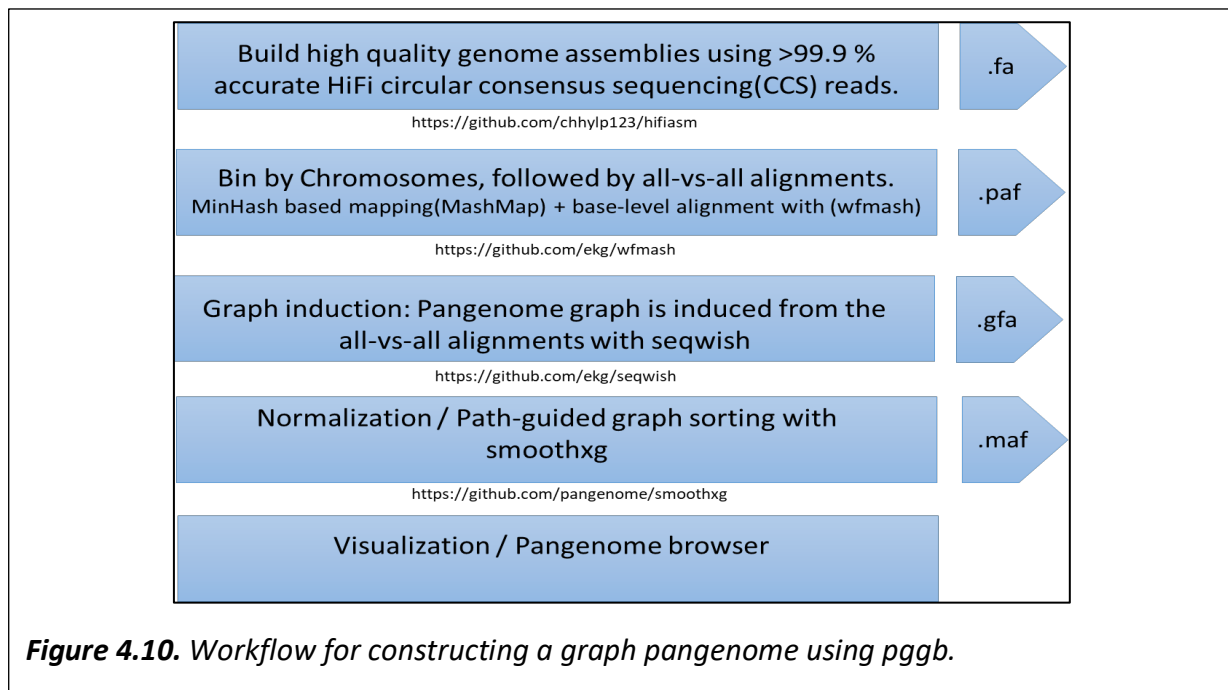 Build high quality genome assemblies using >99.9 %
accurate HiFi circular consensus sequencing(CCS) reads.
.fa
https://github.com/chhylp123/hifiasm
Bin by Chromosomes, followed by all-vs-all alignments.
MinHash based mapping(MashMap) + base-level alignment with (wfmash)
.paf
https://github.com/ekg/wfmash
Graph induction: Pangenome graph is induced from the
all-vs-all alignments with seqwish
.gfa
https://github.com/ekg/seqwish
Normalization / Path-guided graph sorting with
smoothxg
.maf
https://github.com/pangenome/smoothxg
Visualization / Pangenome browser
Figure 4.10. Workflow for constructing a graph pangenome using pggb.